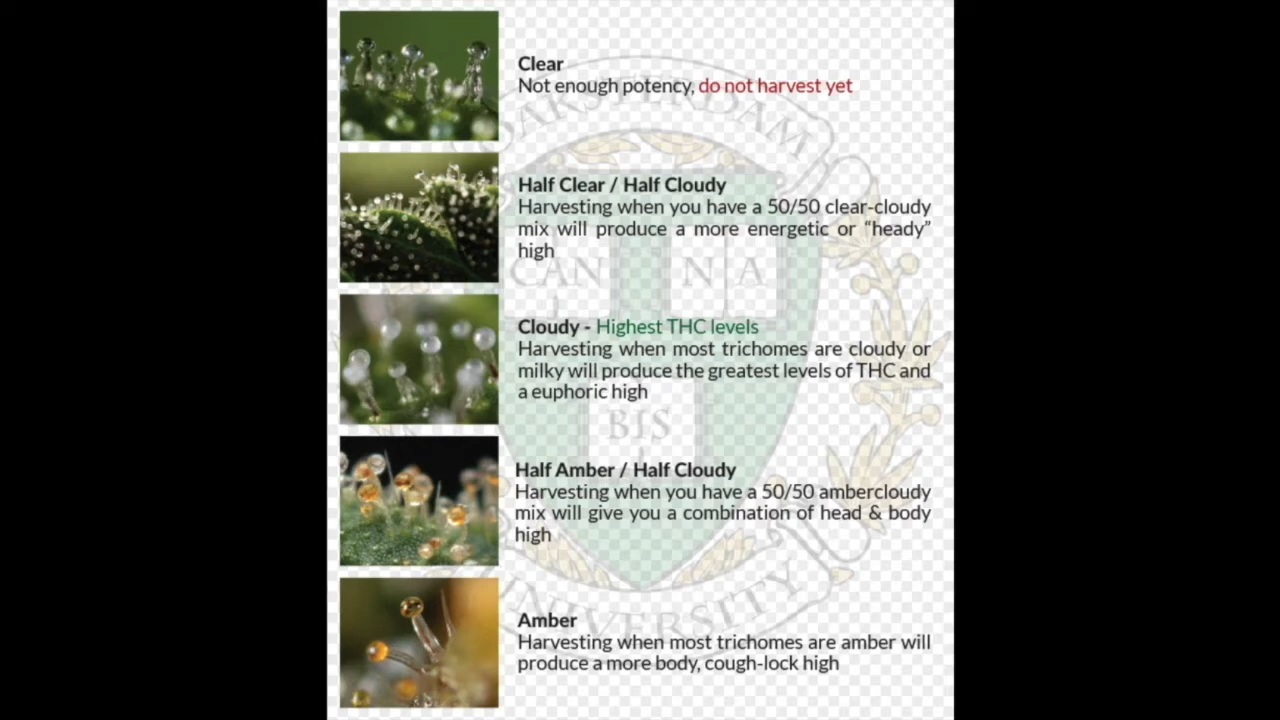 Clear
Not enough potency, do not harvest yet
Half Clear / Half Cloudy
Harvesting when you have a 50/50 clear-cloudy
mix will produce a more energetic or “heady”
high
Cloudy - Highest THC levels
Harvesting when most trichomes are cloudy or
milky will produce the greatest levels of THC and
a euphoric high
Half Amber / Half Cloudy
Harvesting when you have a 50/50 ambercloudy
mix will give you a combination of head & body
high
Amber
Harvesting when most trichomes are amber will
produce a more body, cough-lock high
OAKSTERDAM
CAN N A
BIS
UNIVERSITY